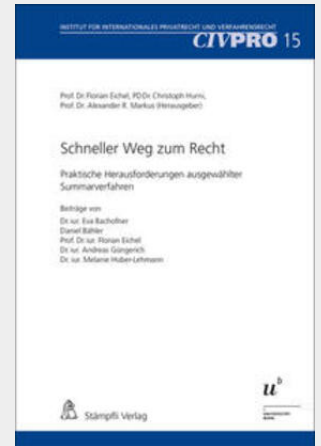 INSTITUT FÜR INTERNATIONALES PRIVATRECHT UND VERFAHRENSRECHT
CIVPRO 15
Prof. Dr. Florian Eichel, PD Dr. Christoph Hurni,
Prof. Dr. Alexander R. Markus (Herausgeber)
Schneller Weg zum Recht
Praktische Herausforderungen ausgewählter
Summarverfahren
Beiträge von
Dr. iur. Eva Bachofner
Daniel Bähler
Prof. Dr. iur. Florian Eichel
Dr. iur. Andreas Güngerich
Dr. iur. Melanie Huber-Lehmann
u
b
UNIVERSITÄT
BERN
Stämpfli Verlag